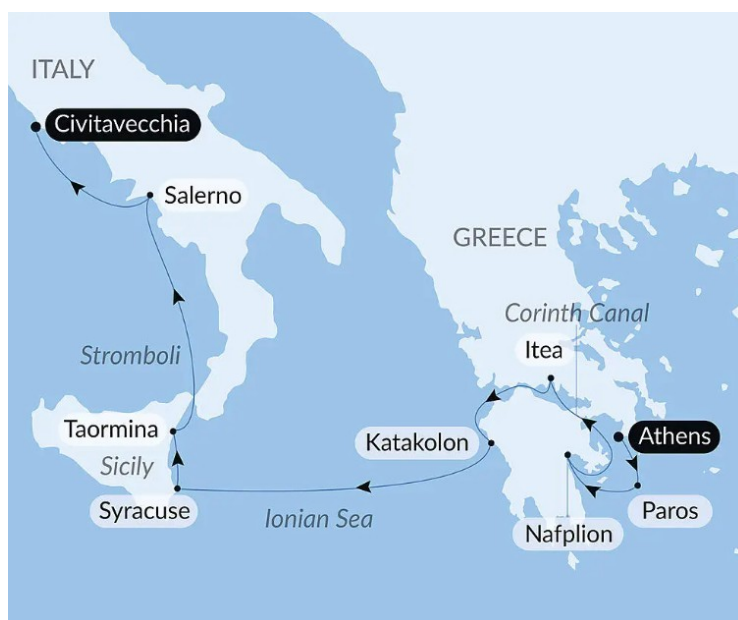 ITALY
Civitavecchia
Salerno
GREECE
Corinth Canal
Itea
Stromboli
Taormina
Katakolon
Athens
Sicily
Syracuse
Ionian Sea
Paros
Nafplion